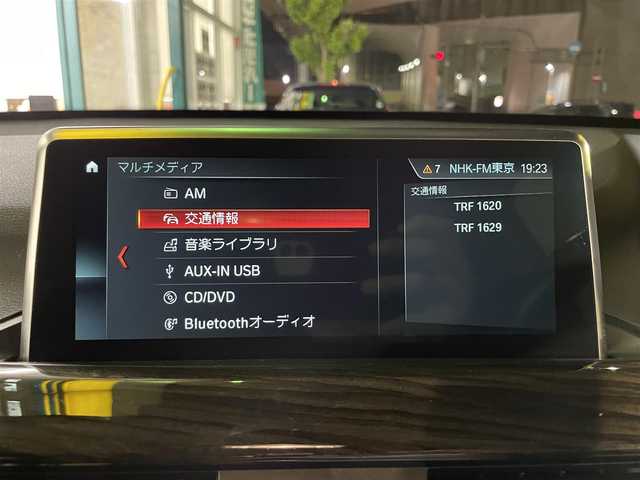 マルチメディア
7 NHK-FM東京 19:23
AM
交通情報
音楽ライブラリ
AUX-IN USB
CD/DVD
Bluetoothオーディオ
交通情報
TRF 1620
TRF 1629